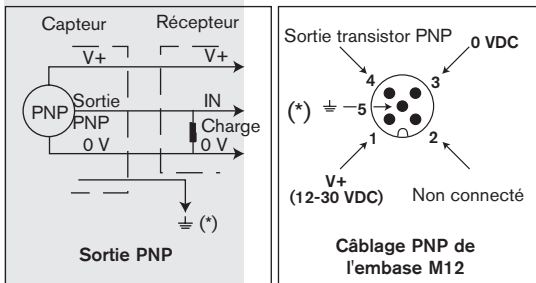 Capteur
Récepteur
V+
V+
PNP
Sortie
PNP
IN
Charge
0 V
0 V
(*)
Sortie PNP
Sortie transistor PNP
0 VDC
4
3
(*)
5
1
2
V+
(12-30 VDC)
Non connecté
Câblage PNP de
l'embase M12